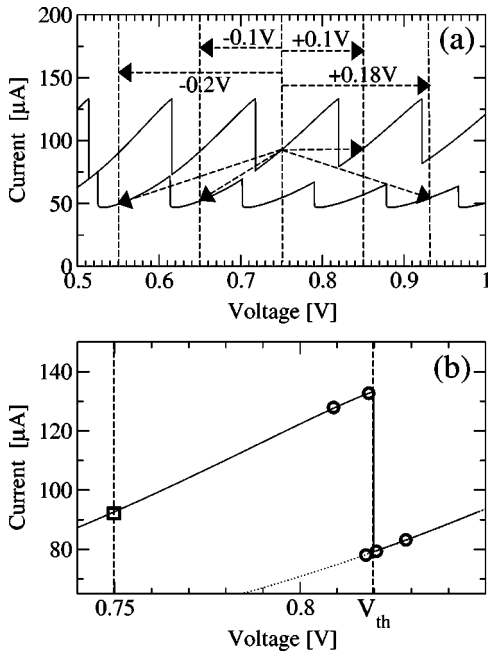 200
-0.1V
+0.1V
(a)
-0.2V
+0.18V
150
100
50
0
Current [μA]
0.5
0.6
0.7
0.8
0.9
1
Voltage [V]
(b)
140
120
100
80
Current [μA]
0.75
0.8
V_th
Voltage [V]